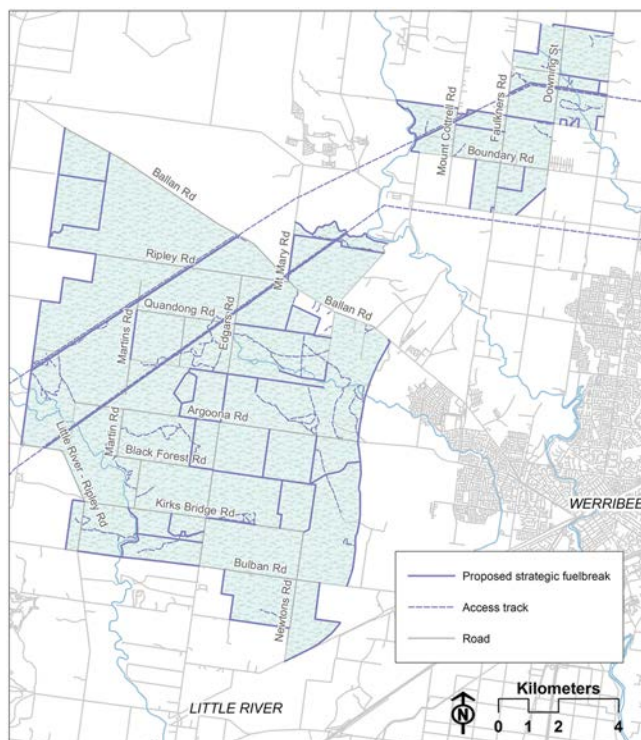 Downing St
Faulkners Rd
Mount Cottrell Rd
Boundary Rd
Ballan Rd
Mt Mary Rd
Ripley Rd
Ballan Rd
Quandong Rd
Edgars Rd
Martins Rd
Argoona Rd
Martin Rd
Little River - Ripley Rd
Black Forest Rd
Kirks Bridge Rd
WERRIBEE
Bulban Rd
Newtons Rd
Proposed strategic fuelbreak
Access track
Road
LITTLE RIVER
Kilometers
N
0 1 2 4